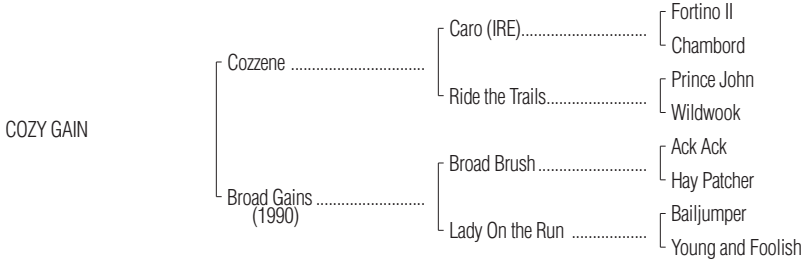 Fortino II
Caro (IRE)..............................
Chambord
Cozzene ................................
Prince John
Ride the Trails........................
Wildwook
COZY GAIN
Ack Ack
Broad Brush..........................
Hay Patcher
Broad Gains ..........................
(1990)
Bailjumper
Lady On the Run ..................
Young and Foolish